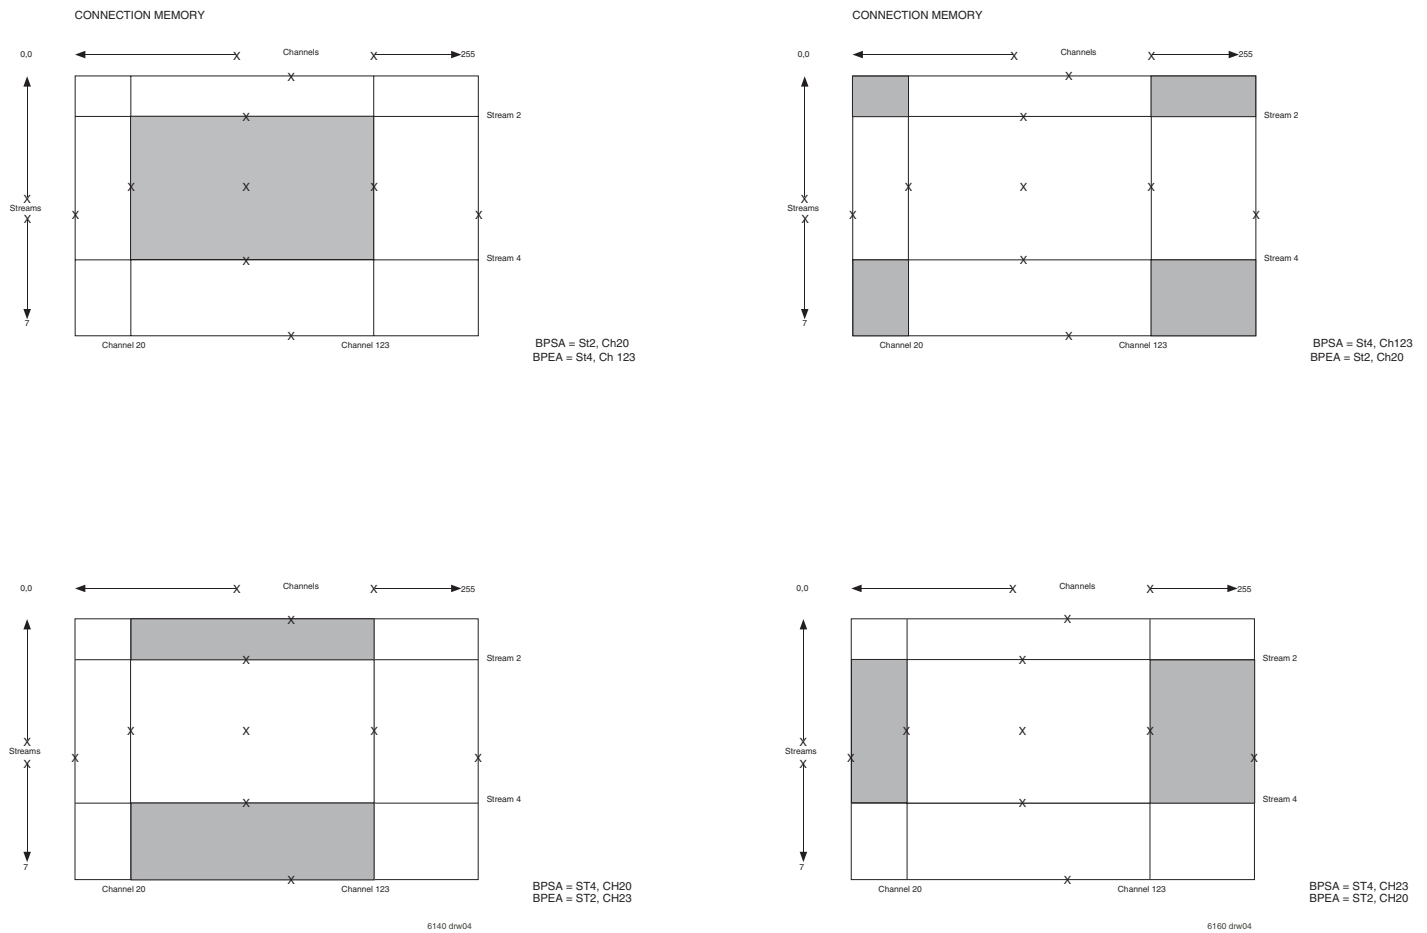 CONNECTION MEMORY
0,0
X
Channels
X
255
X
Stream 2
X
X
X
X
X
Streams
X
X
X
Stream 4
X
7
X
Channel 20
Channel 123
BPSA = St2, Ch20
BPEA = St4, Ch 123
CONNECTION MEMORY
0,0
X
Channels
X
255
X
Stream 2
X
X
X
X
X
Streams
X
X
X
Stream 4
X
7
X
Channel 20
Channel 123
BPSA = St4, Ch123
BPEA = St2, Ch20
0,0
X
Channels
X
255
X
Stream 2
X
X
X
X
X
Streams
X
X
X
Stream 4
X
7
X
Channel 20
Channel 123
BPSA = ST4, CH20
BPEA = ST2, CH23
6140 drw04
0,0
X
Channels
X
255
X
Stream 2
X
X
X
X
X
Streams
X
X
X
Stream 4
X
7
X
Channel 20
Channel 123
BPSA = ST4, CH23
BPEA = ST2, CH20
6160 drw04